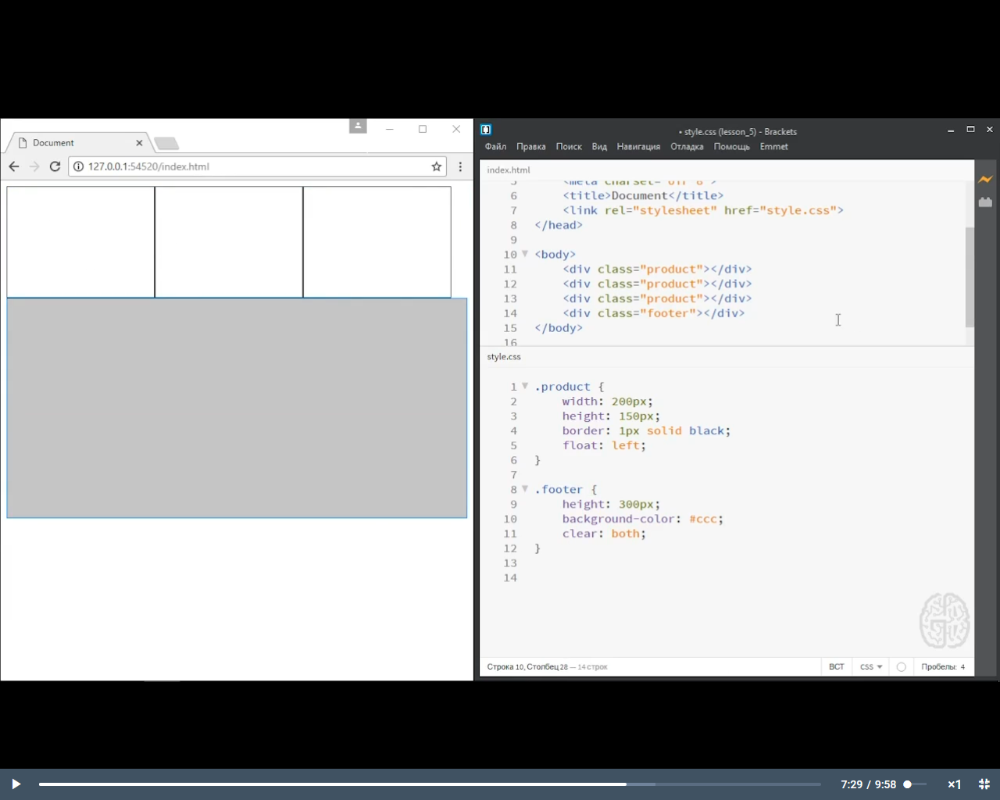 Document
127.0.0.1:54520/index.html
• style.css (lesson_5) - Brackets
Файл Правка Поиск Вид Навигация Отладка Помощь Emmet
index.html
5 <meta charset="UTF-8">
6 <title>Document</title>
7 <link rel="stylesheet" href="style.css">
8 </head>
9
10 <body>
11 <div class="product"></div>
12 <div class="product"></div>
13 <div class="product"></div>
14 <div class="footer"></div>
15 </body>
16
style.css
1 .product {
2 width: 200px;
3 height: 150px;
4 border: 1px solid black;
5 float: left;
6 }
7
8 .footer {
9 height: 300px;
10 background-color: #ccc;
11 clear: both;
12 }
13
14
Строка 10, Столбец 28 — 14 строк
ВСТ CSS Пробелы: 4
7:29 / 9:58 ×1